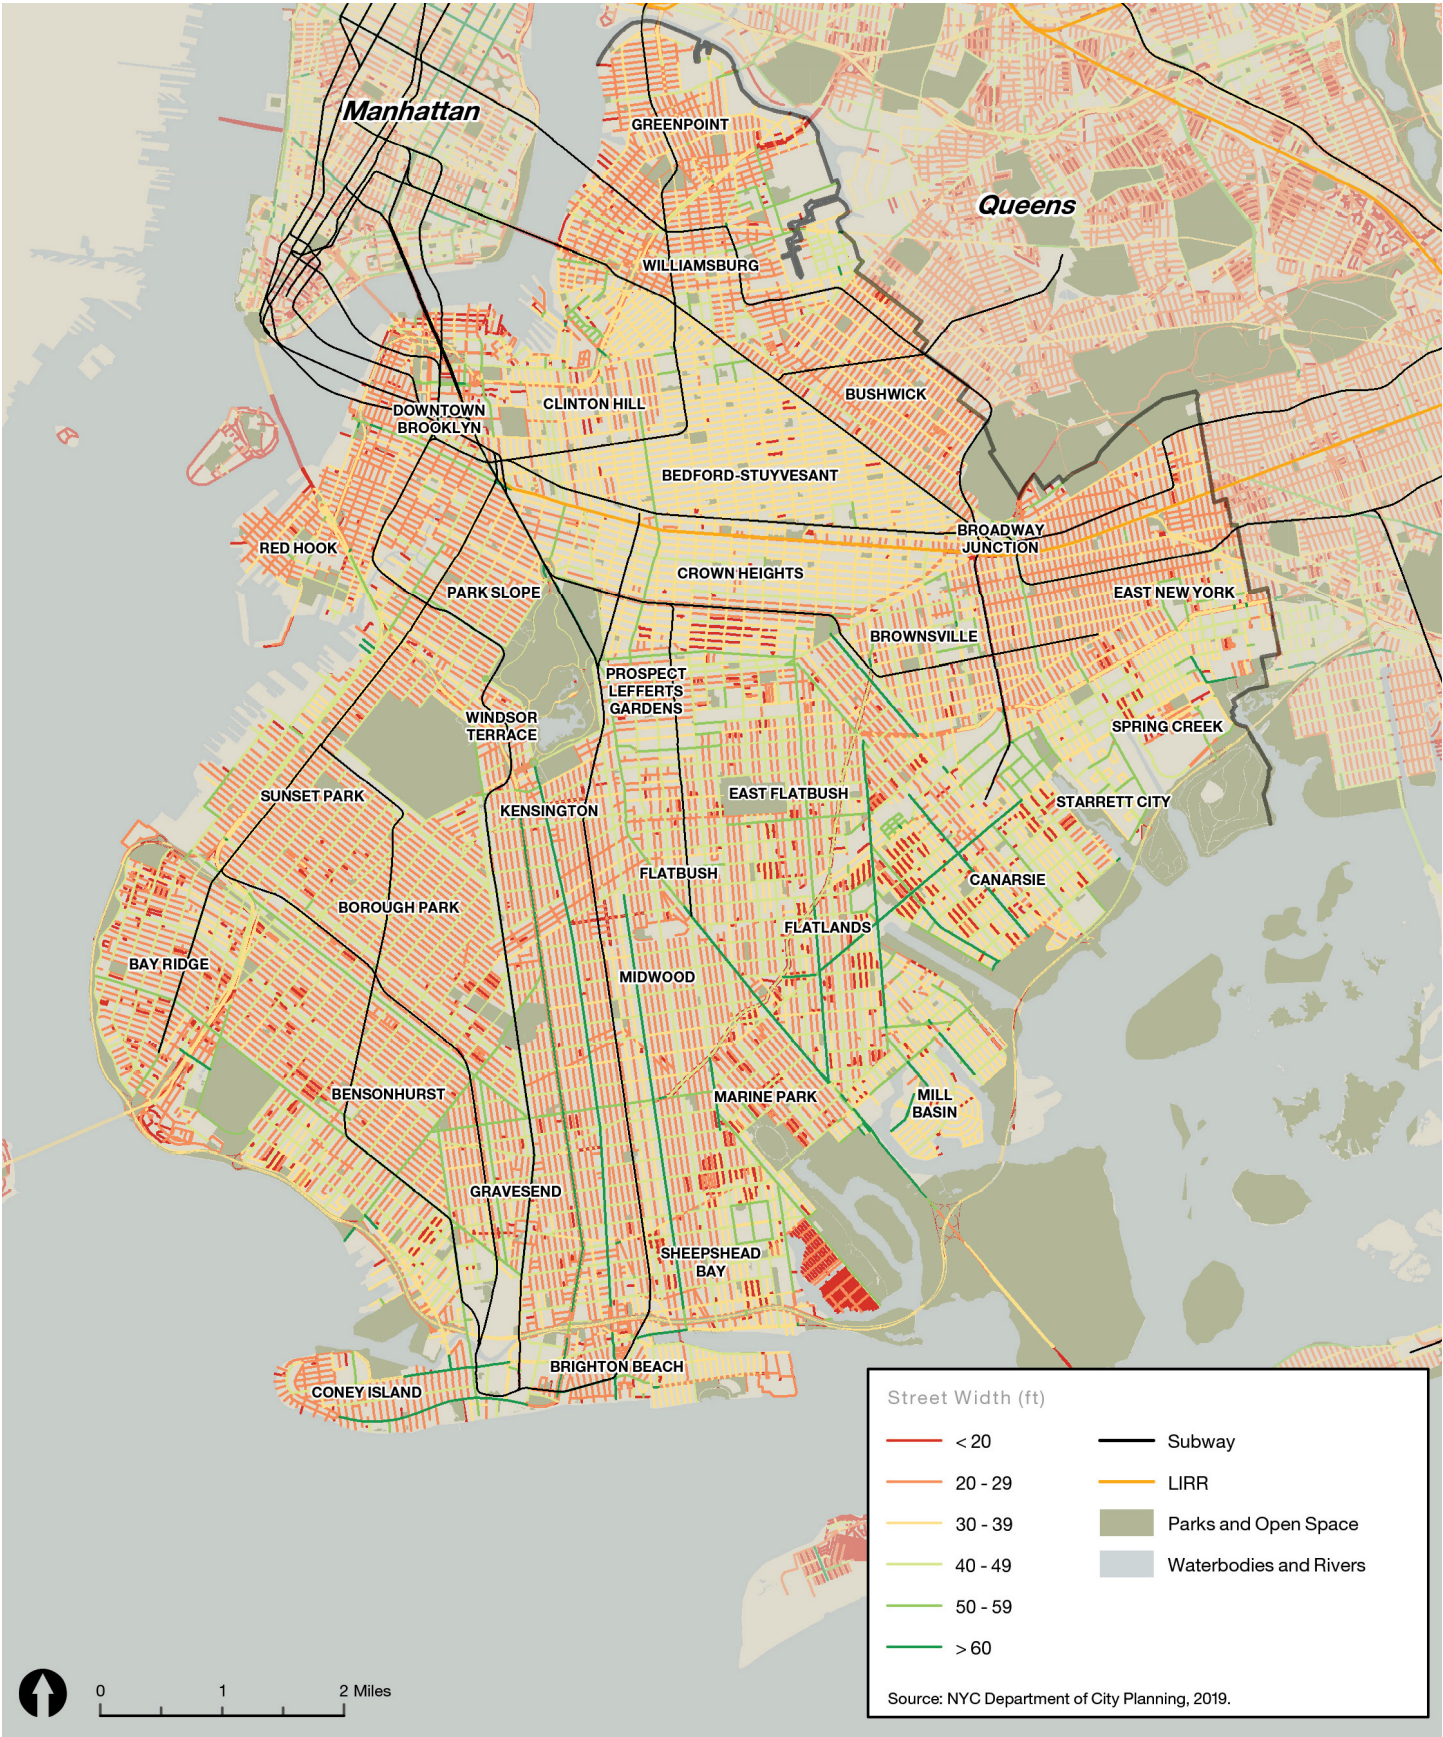 Manhattan
GREENPOINT
Queens
WILLIAMSBURG
BUSHWICK
CLINTON HILL
DOWNTOWN
BROOKLYN
BEDFORD-STUYVESANT
BROADWAY
JUNCTION
RED HOOK
CROWN HEIGHTS
PARK SLOPE
EAST NEW YORK
BROWNSVILLE
PROSPECT
LEFFERTS
GARDENS
WINDSOR
TERRACE
SPRING CREEK
SUNSET PARK
KENSINGTON
EAST FLATBUSH
STARRETT CITY
FLATBUSH
CANARSIE
BOROUGH PARK
FLATLANDS
BAY RIDGE
MIDWOOD
BENSONHURST
MARINE PARK
MILL
BASIN
GRAVESEND
SHEEPSHEAD
BAY
BRIGHTON BEACH
CONEY ISLAND
Street Width (ft)
< 20
20 - 29
30 - 39
40 - 49
50 - 59
> 60
Subway
LIRR
Parks and Open Space
Waterbodies and Rivers
Source: NYC Department of City Planning, 2019.
0 1 2 Miles